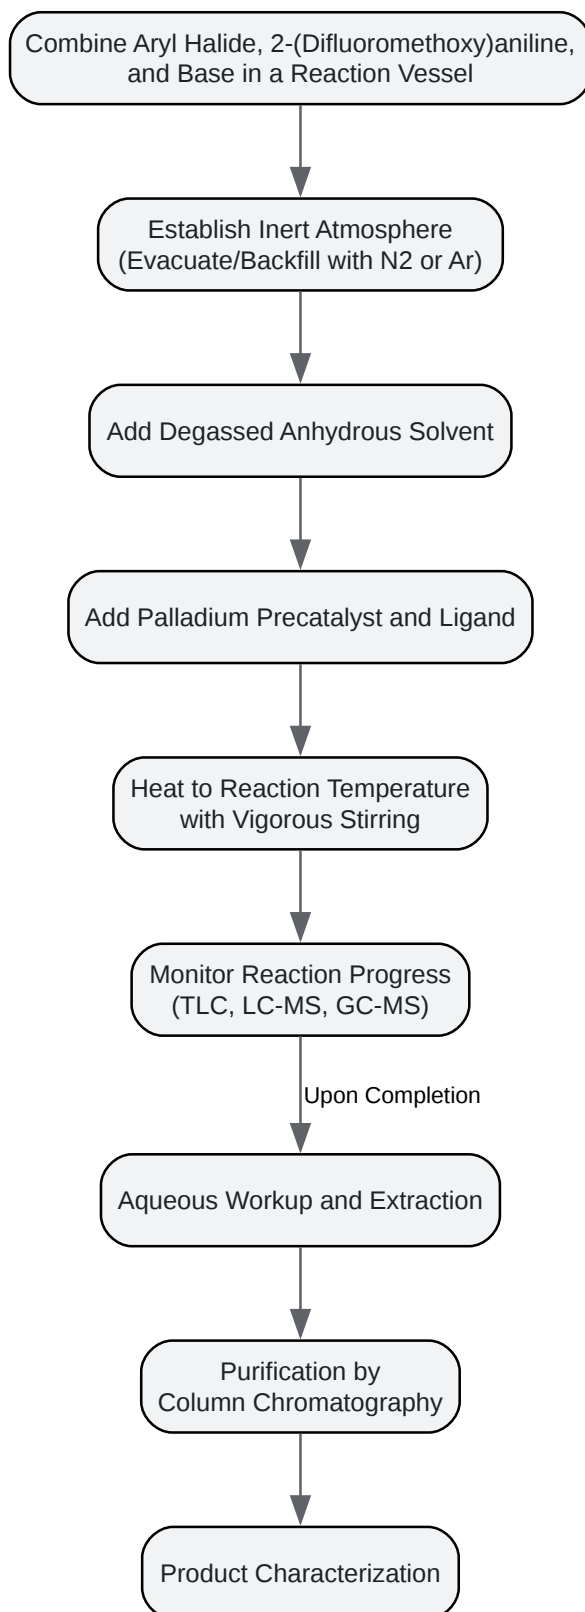 Combine Aryl Halide, 2-(Difluoromethoxy)aniline,
and Base in a Reaction Vessel
Establish Inert Atmosphere
(Evacuate/Backfill with N2 or Ar)
Add Degassed Anhydrous Solvent
Add Palladium Precatalyst and Ligand
Heat to Reaction Temperature
with Vigorous Stirring
Monitor Reaction Progress
(TLC, LC-MS, GC-MS)
Upon Completion
Aqueous Workup and Extraction
Purification by
Column Chromatography
Product Characterization